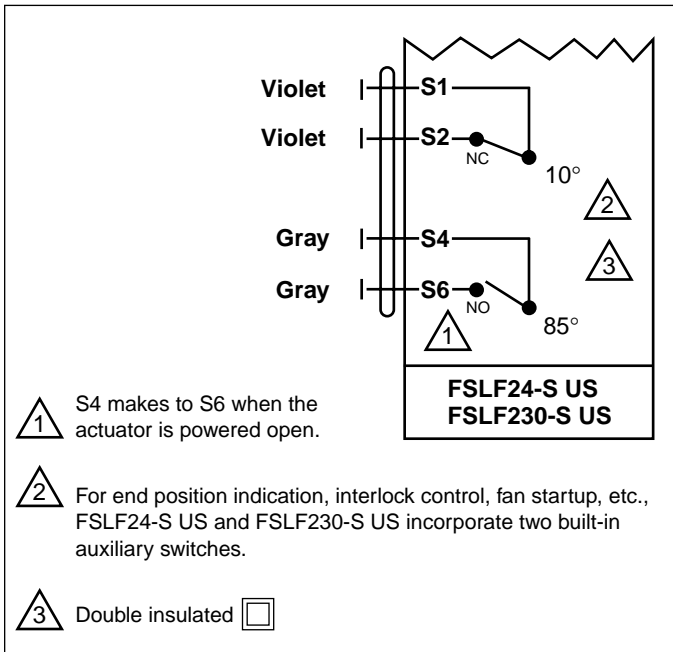 Violet S1
Violet S2
NC
10°
2
Gray S4
3
Gray S6
NO
1
85°
FSLF24-S US
FSLF230-S US
1 S4 makes to S6 when the
actuator is powered open.
2 For end position indication, interlock control, fan startup, etc.,
FSLF24-S US and FSLF230-S US incorporate two built-in
auxiliary switches.
3 Double insulated